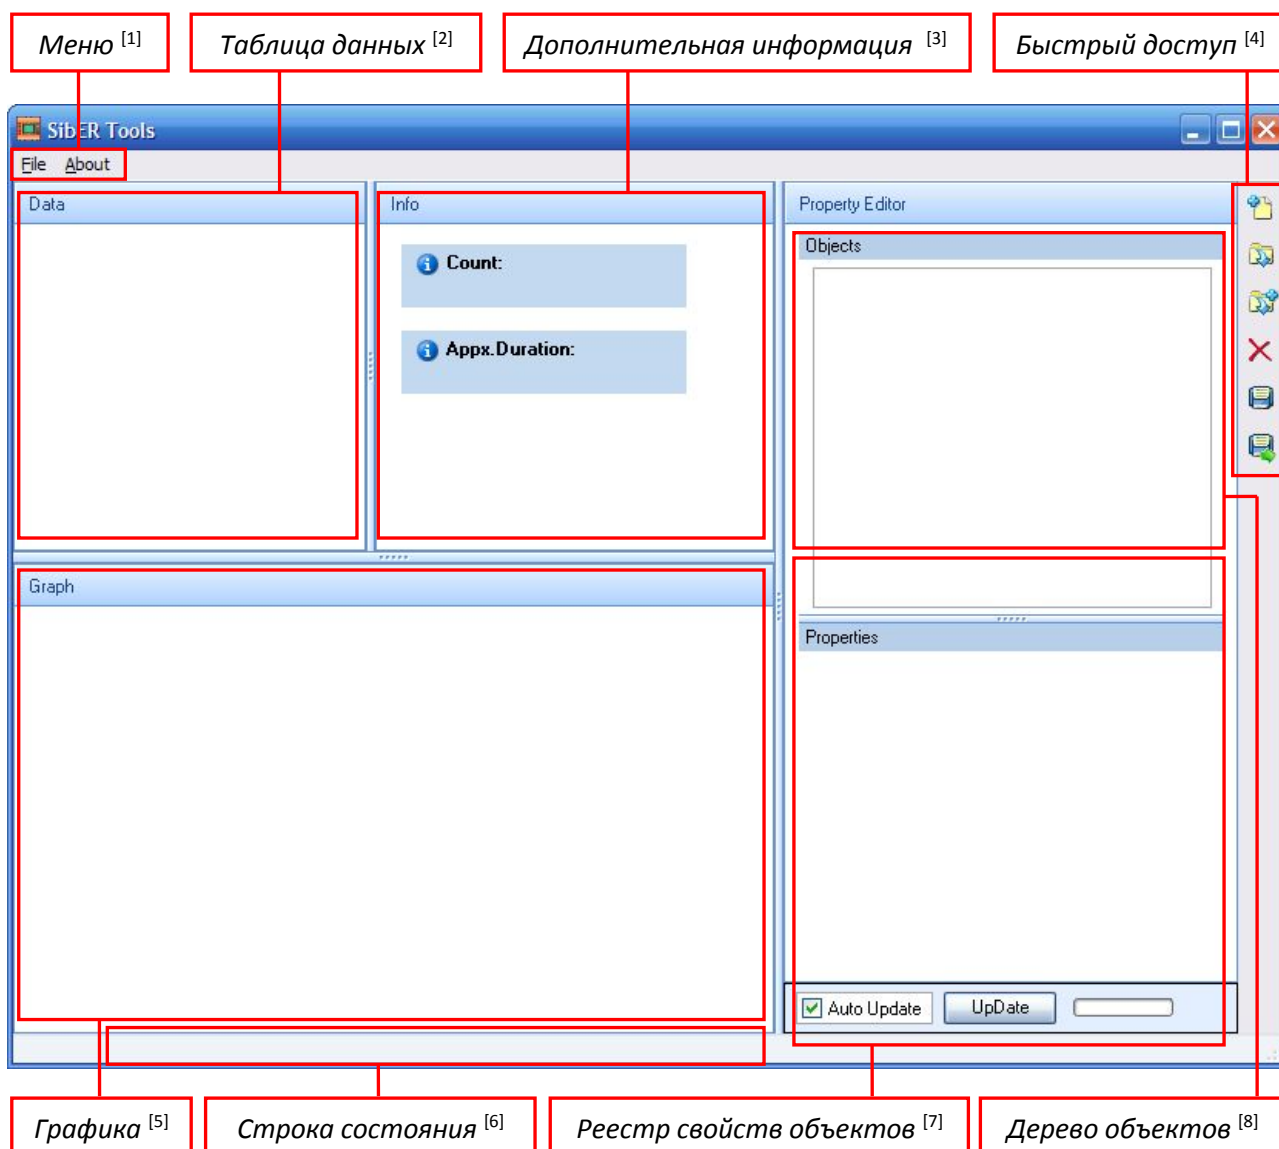 Меню [1]
Таблица данных [2]
Дополнительная информация [3]
Быстрый доступ [4]
SibER Tools
File About
Data
Info
Property Editor
Objects
Count:
Appx.Duration:
Graph
Properties
Auto Update
UpDate
Графика [5]
Строка состояния [6]
Реестр свойств объектов [7]
Дерево объектов [8]